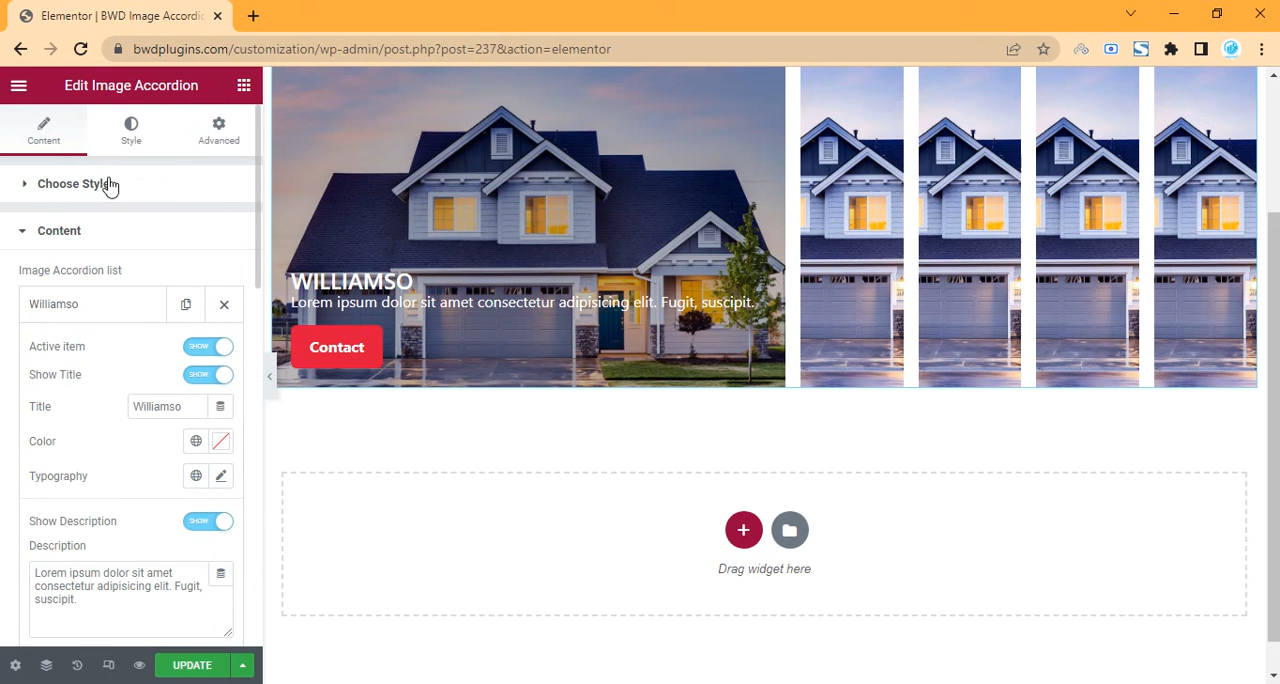 Elementor | BWD Image Accordio
bwdplugins.com/customization/wp-admin/post.php?post=237&action=elementor
Edit Image Accordion
Content
Style
Advanced
Choose Style
Content
Image Accordion list
Williamso
Active item
SHOW
Show Title
SHOW
Title
Williamso
Color
Typography
Show Description
SHOW
Description
Lorem ipsum dolor sit amet
consectetur adipisicing elit. Fugit,
suscipit.
UPDATE
WILLIAMSO
Lorem ipsum dolor sit amet consectetur adipisicing elit. Fugit, suscipit.
Contact
Drag widget here